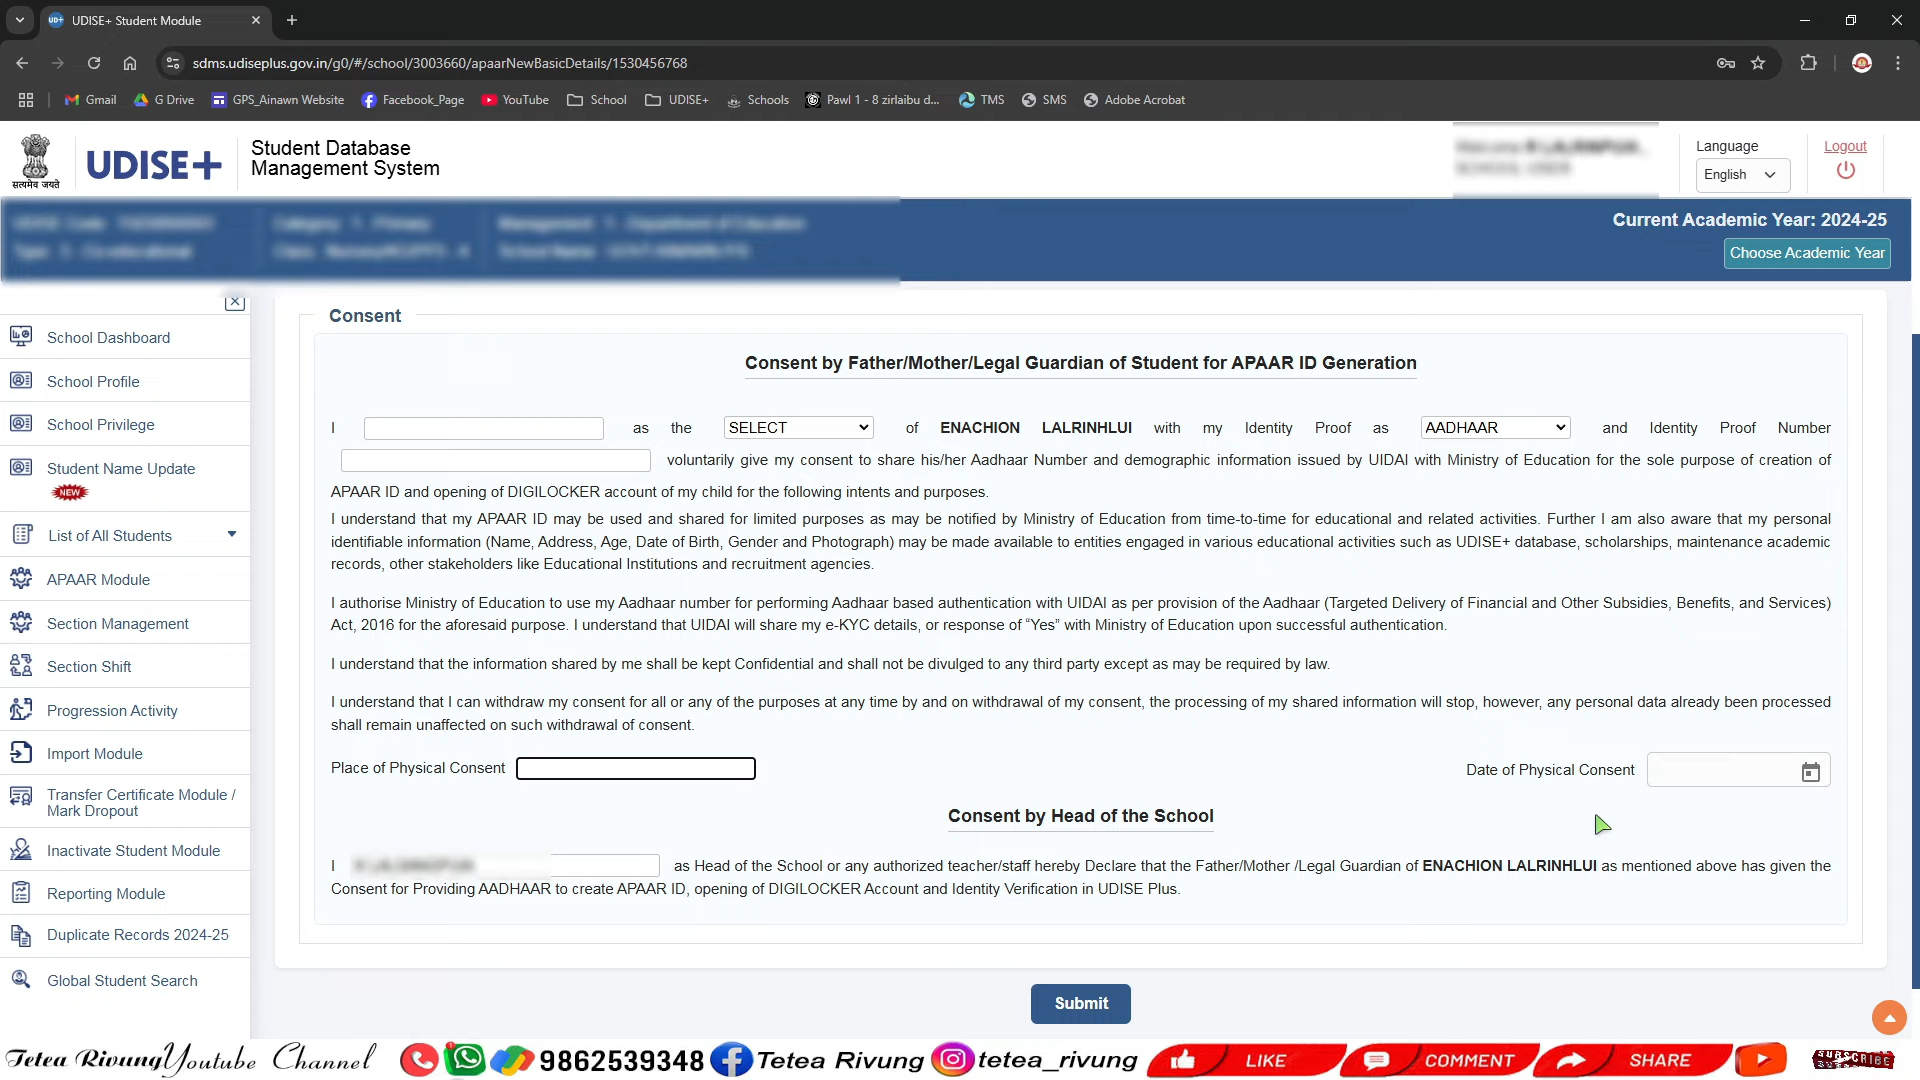 UDISE+ Student Module
sdms.udiseplus.gov.in/g0/#/school/3003660/apaarNewBasicDetails/1530456768
Gmail G Drive GPS_Ainawn Website Facebook_Page YouTube School UDISE+ Schools Pawl 1 - 8 zirlaibu d... TMS SMS Adobe Acrobat
सत्यमेव जयते
UDISE+
Student Database
Management System
Language
English
Logout
Current Academic Year: 2024-25
Choose Academic Year
School Dashboard
School Profile
School Privilege
Student Name Update
NEW
List of All Students
APAAR Module
Section Management
Section Shift
Progression Activity
Import Module
Transfer Certificate Module /
Mark Dropout
Inactivate Student Module
Reporting Module
Duplicate Records 2024-25
Global Student Search
Consent
Consent by Father/Mother/Legal Guardian of Student for APAAR ID Generation
I as the SELECT of ENACHION LALRINHLUI with my Identity Proof as AADHAAR and Identity Proof Number
voluntarily give my consent to share his/her Aadhaar Number and demographic information issued by UIDAI with Ministry of Education for the sole purpose of creation of
APAAR ID and opening of DIGILOCKER account of my child for the following intents and purposes.
I understand that my APAAR ID may be used and shared for limited purposes as may be notified by Ministry of Education from time-to-time for educational and related activities. Further I am also aware that my personal
identifiable information (Name, Address, Age, Date of Birth, Gender and Photograph) may be made available to entities engaged in various educational activities such as UDISE+ database, scholarships, maintenance academic
records, other stakeholders like Educational Institutions and recruitment agencies.
I authorise Ministry of Education to use my Aadhaar number for performing Aadhaar based authentication with UIDAI as per provision of the Aadhaar (Targeted Delivery of Financial and Other Subsidies, Benefits, and Services)
Act, 2016 for the aforesaid purpose. I understand that UIDAI will share my e-KYC details, or response of “Yes” with Ministry of Education upon successful authentication.
I understand that the information shared by me shall be kept Confidential and shall not be divulged to any third party except as may be required by law.
I understand that I can withdraw my consent for all or any of the purposes at any time by and on withdrawal of my consent, the processing of my shared information will stop, however, any personal data already been processed
shall remain unaffected on such withdrawal of consent.
Place of Physical Consent
Date of Physical Consent
Consent by Head of the School
I as Head of the School or any authorized teacher/staff hereby Declare that the Father/Mother /Legal Guardian of ENACHION LALRINHLUI as mentioned above has given the
Consent for Providing AADHAAR to create APAAR ID, opening of DIGILOCKER Account and Identity Verification in UDISE Plus.
Submit
Tetea Rivung Youtube Channel 9862539348 Tetea Rivung tetea_rivung LIKE COMMENT SHARE SUBSCRIBE